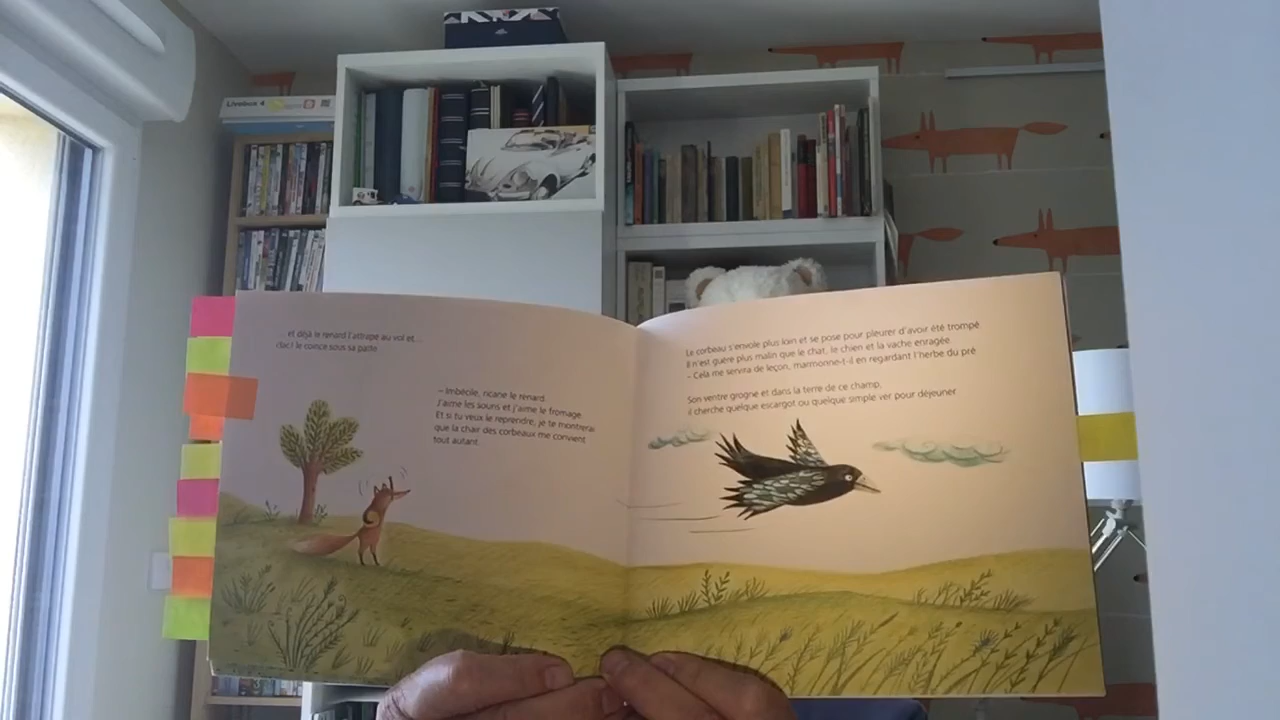 Livebox 4
... et déjà le renard l'attrape au vol et...
clac ! le coince sous sa patte.
– Imbécile, ricane le renard.
J'aime les souris et j'aime le fromage.
Et si tu veux le reprendre, je te montrerai
que la chair des corbeaux me convient
tout autant.
Le corbeau s'envole plus loin et se pose pour pleurer d'avoir été trompé.
Il n'est guère plus malin que le chat, le chien et la vache enragée.
– Cela me servira de leçon, marmonne-t-il en regardant l'herbe du pré.
Son ventre grogne et dans la terre de ce champ,
il cherche quelque escargot ou quelque simple ver pour déjeuner.